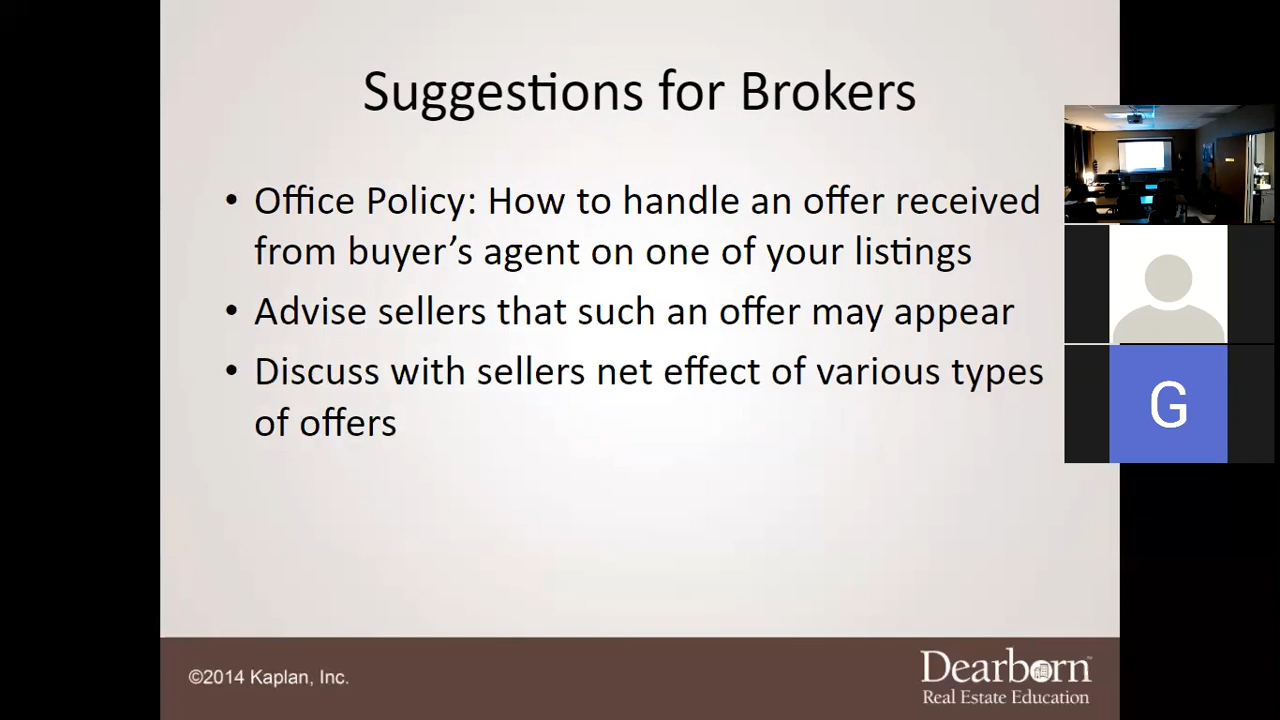 Suggestions for Brokers
• Office Policy: How to handle an offer received
from buyer’s agent on one of your listings
• Advise sellers that such an offer may appear
• Discuss with sellers net effect of various types
of offers
G
©2014 Kaplan, Inc.
Dearborn™
Real Estate Education